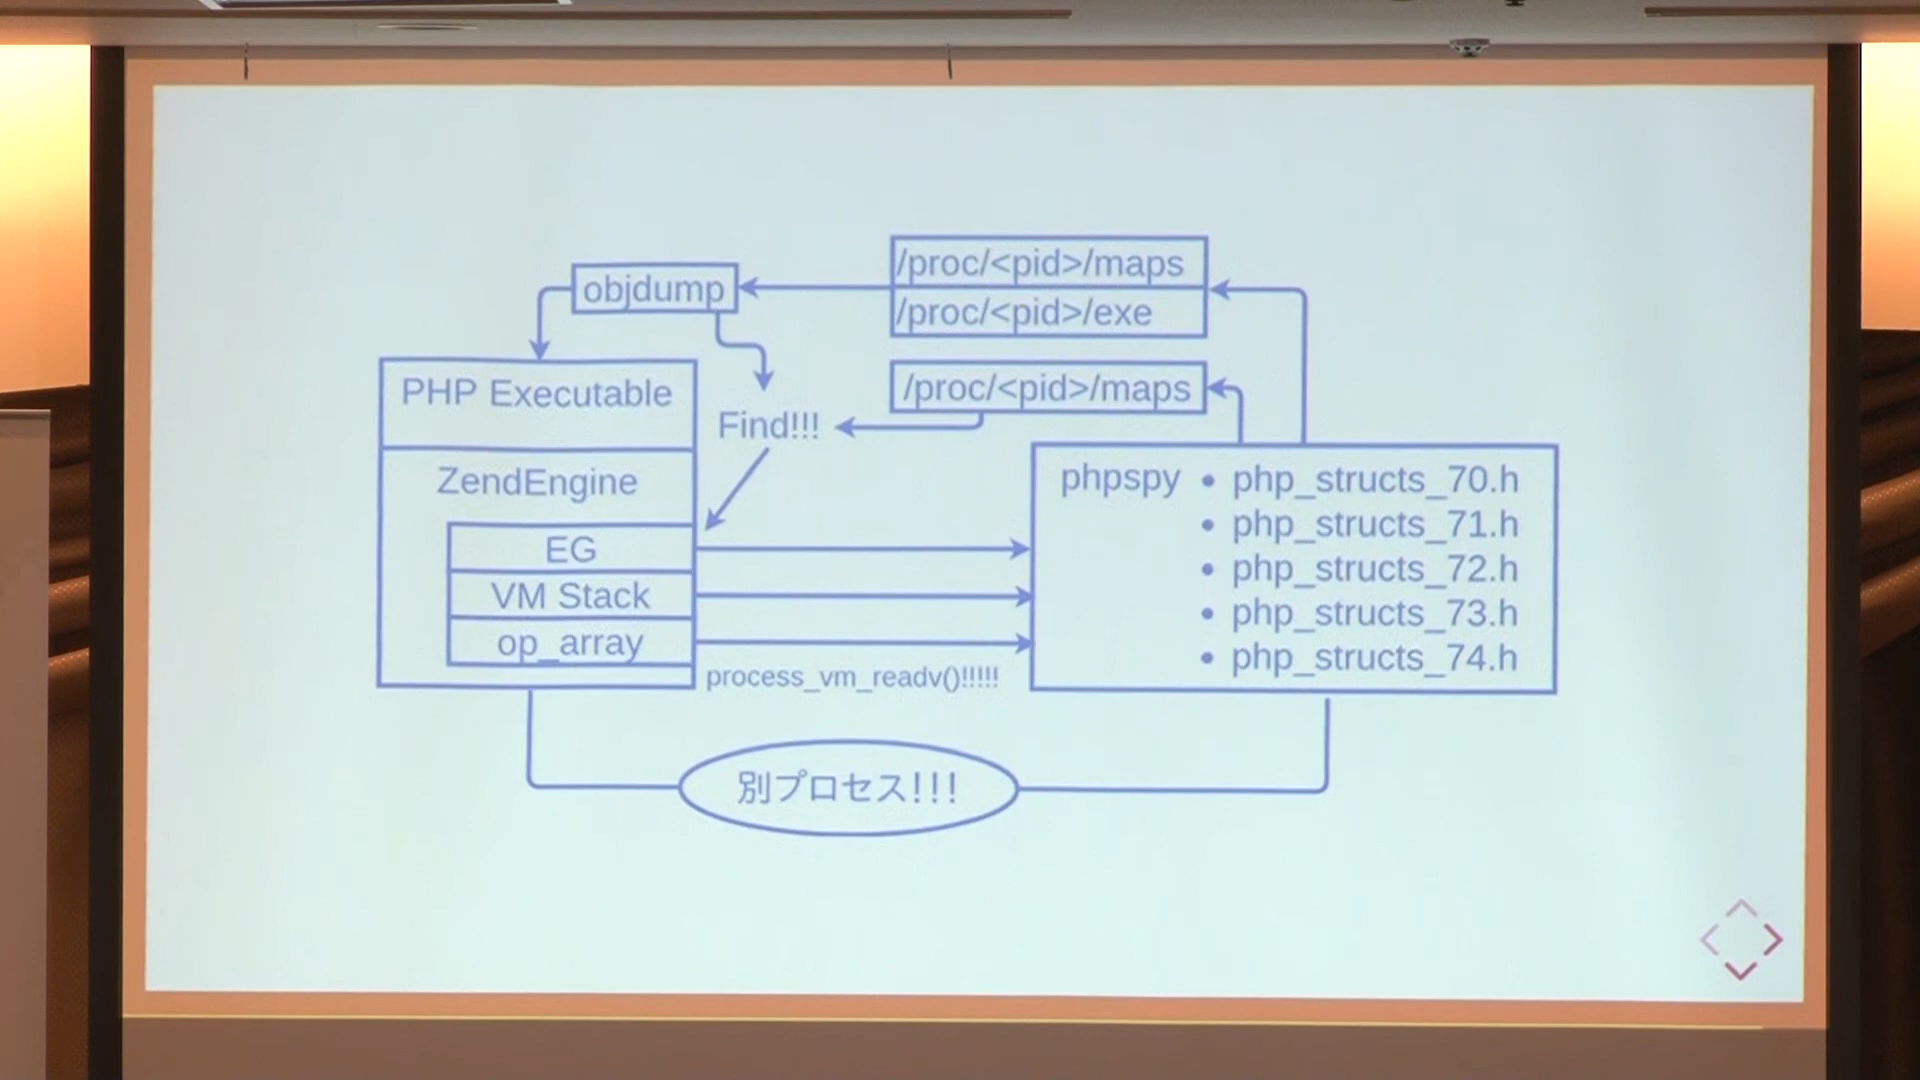 /proc/<pid>/maps
objdump
/proc/<pid>/exe
PHP Executable
/proc/<pid>/maps
Find!!!
ZendEngine
phpspy • php_structs_70.h
• php_structs_71.h
EG
• php_structs_72.h
VM Stack
• php_structs_73.h
op_array
• php_structs_74.h
process_vm_readv()!!!!!
別プロセス!!!